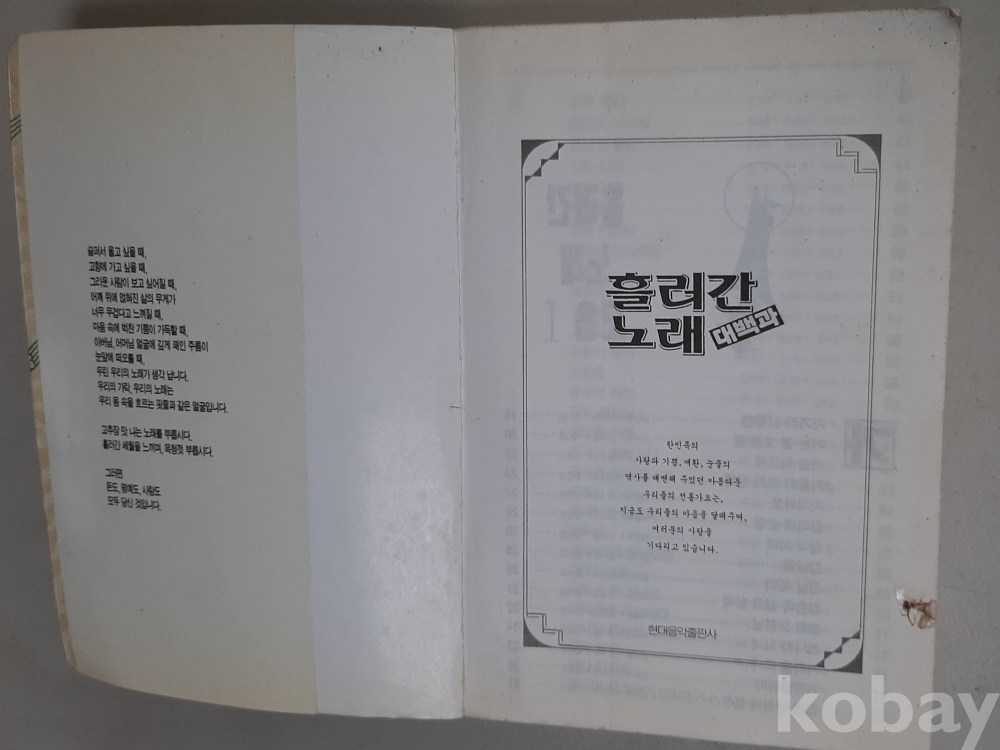 슬퍼서 울고 싶을 때,
고향에 가고 싶을 때,
그리운 사람이 보고 싶어질 때,
어깨 뒤에 얹혀진 삶의 무게가
너무 무겁다고 느껴질 때,
마음 속에 벅찬 기쁨이 가득할 때,
아버님, 어머님 얼굴에 깊게 패인 주름이
눈앞에 떠오를 때,
우린 우리의 노래가 생각 납니다.
우리의 가락, 우리의 노래는
우리 몸 속을 흐르는 핏줄과 같은 얼굴입니다.
고추장 맛 나는 노래를 부릅시다.
흘러간 세월을 느끼며, 목청껏 부릅시다.
그러면
돈도, 명예도, 사랑도
모두 당신 것입니다.
흘러간
노래 대백과
한민족의
사랑과 기쁨, 애환, 눈물의
역사를 대변해 주었던 아름다운
우리들의 전통가요는,
지금도 우리들의 마음을 달래주며,
여러분의 사랑을
기다리고 있습니다.
현대음악출판사
kobay